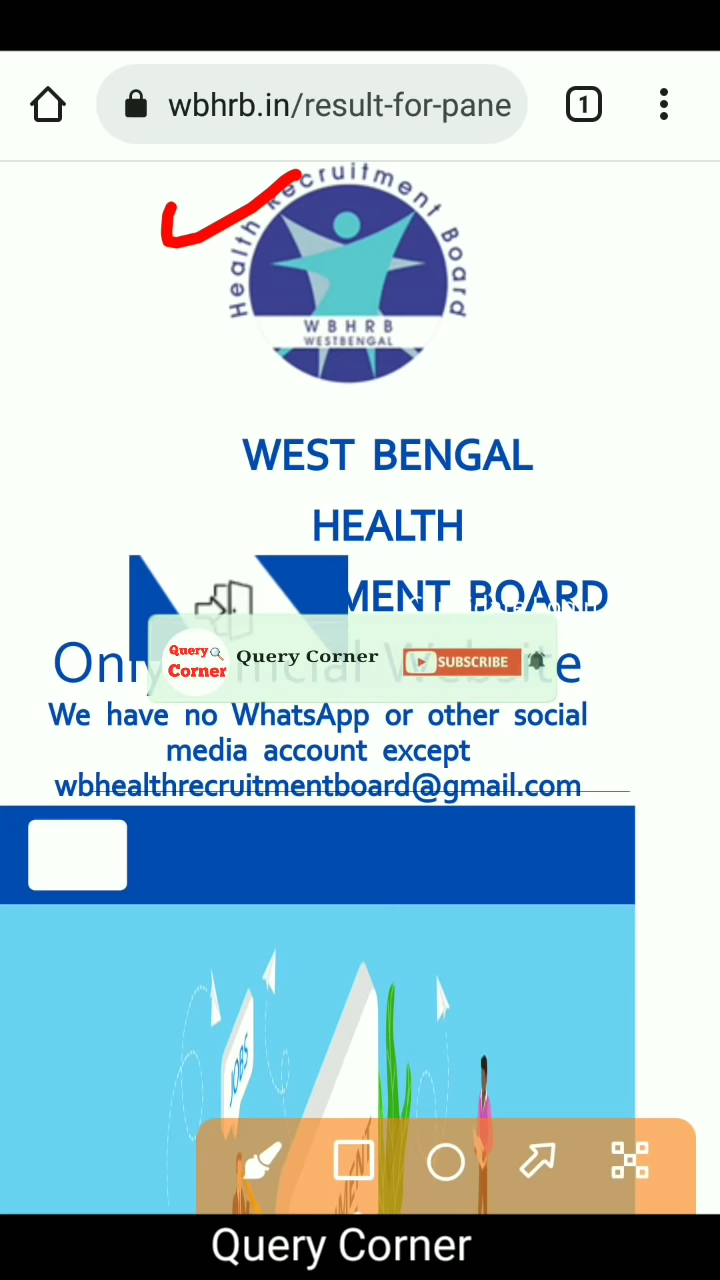 1
wbhrb.in/result-for-pane
Health Recruitment Board
WBHRB
WESTBENGAL
WEST BENGAL
HEALTH
MENT BOARD
Query
Corner
Query Corner
SUBSCRIBE
We have no WhatsApp or other social
media account except
wbhealthrecruitmentboard@gmail.com
JOBS
Query Corner